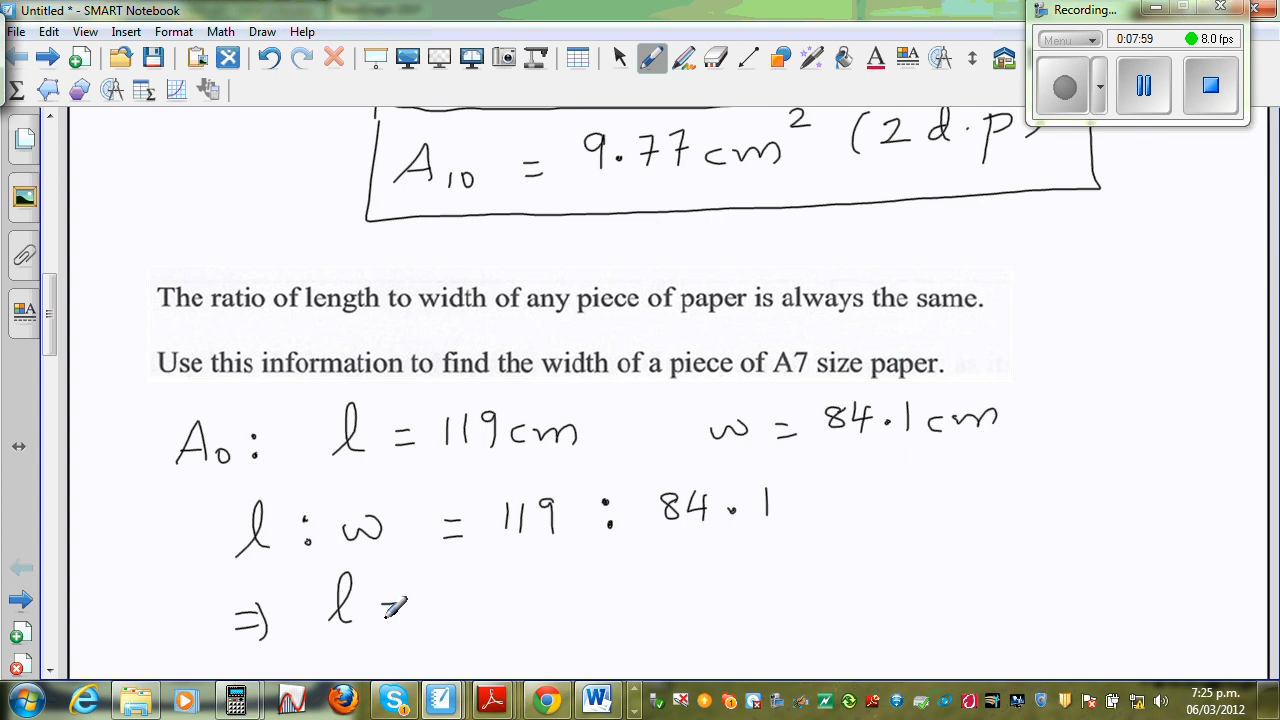 Untitled * - SMART Notebook
File Edit View Insert Format Math Draw Help
Recording...
Menu 0:07:59 8.0 fps
A₁₀ = 9.77 cm² (2 d.p)
The ratio of length to width of any piece of paper is always the same.
Use this information to find the width of a piece of A7 size paper.
A₀ : l = 119 cm w = 84.1 cm
l : w = 119 : 84.1
⇒ l =
7:25 p.m.
06/03/2012